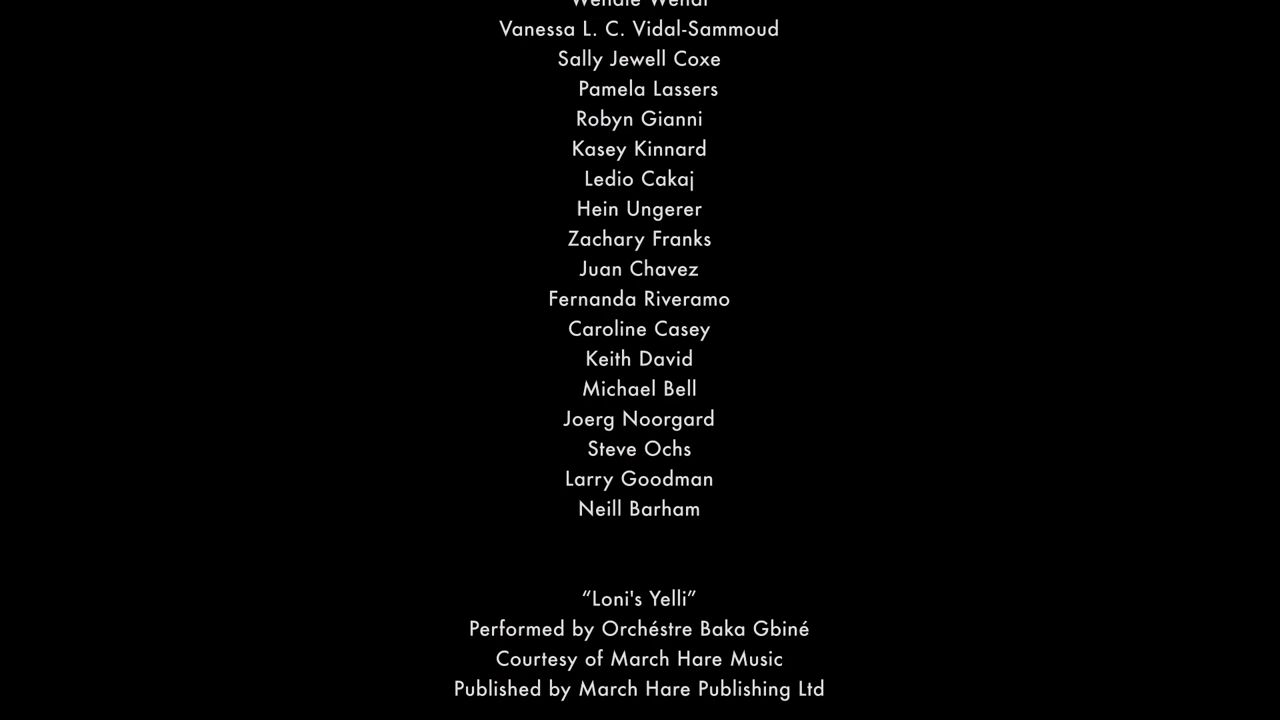 Vanessa L. C. Vidal-Sammoud
Sally Jewell Coxe
Pamela Lassers
Robyn Gianni
Kasey Kinnard
Ledio Cakaj
Hein Ungerer
Zachary Franks
Juan Chavez
Fernanda Riveramo
Caroline Casey
Keith David
Michael Bell
Joerg Noorgard
Steve Ochs
Larry Goodman
Neill Barham
“Loni's Yelli”
Performed by Orchéstre Baka Gbiné
Courtesy of March Hare Music
Published by March Hare Publishing Ltd